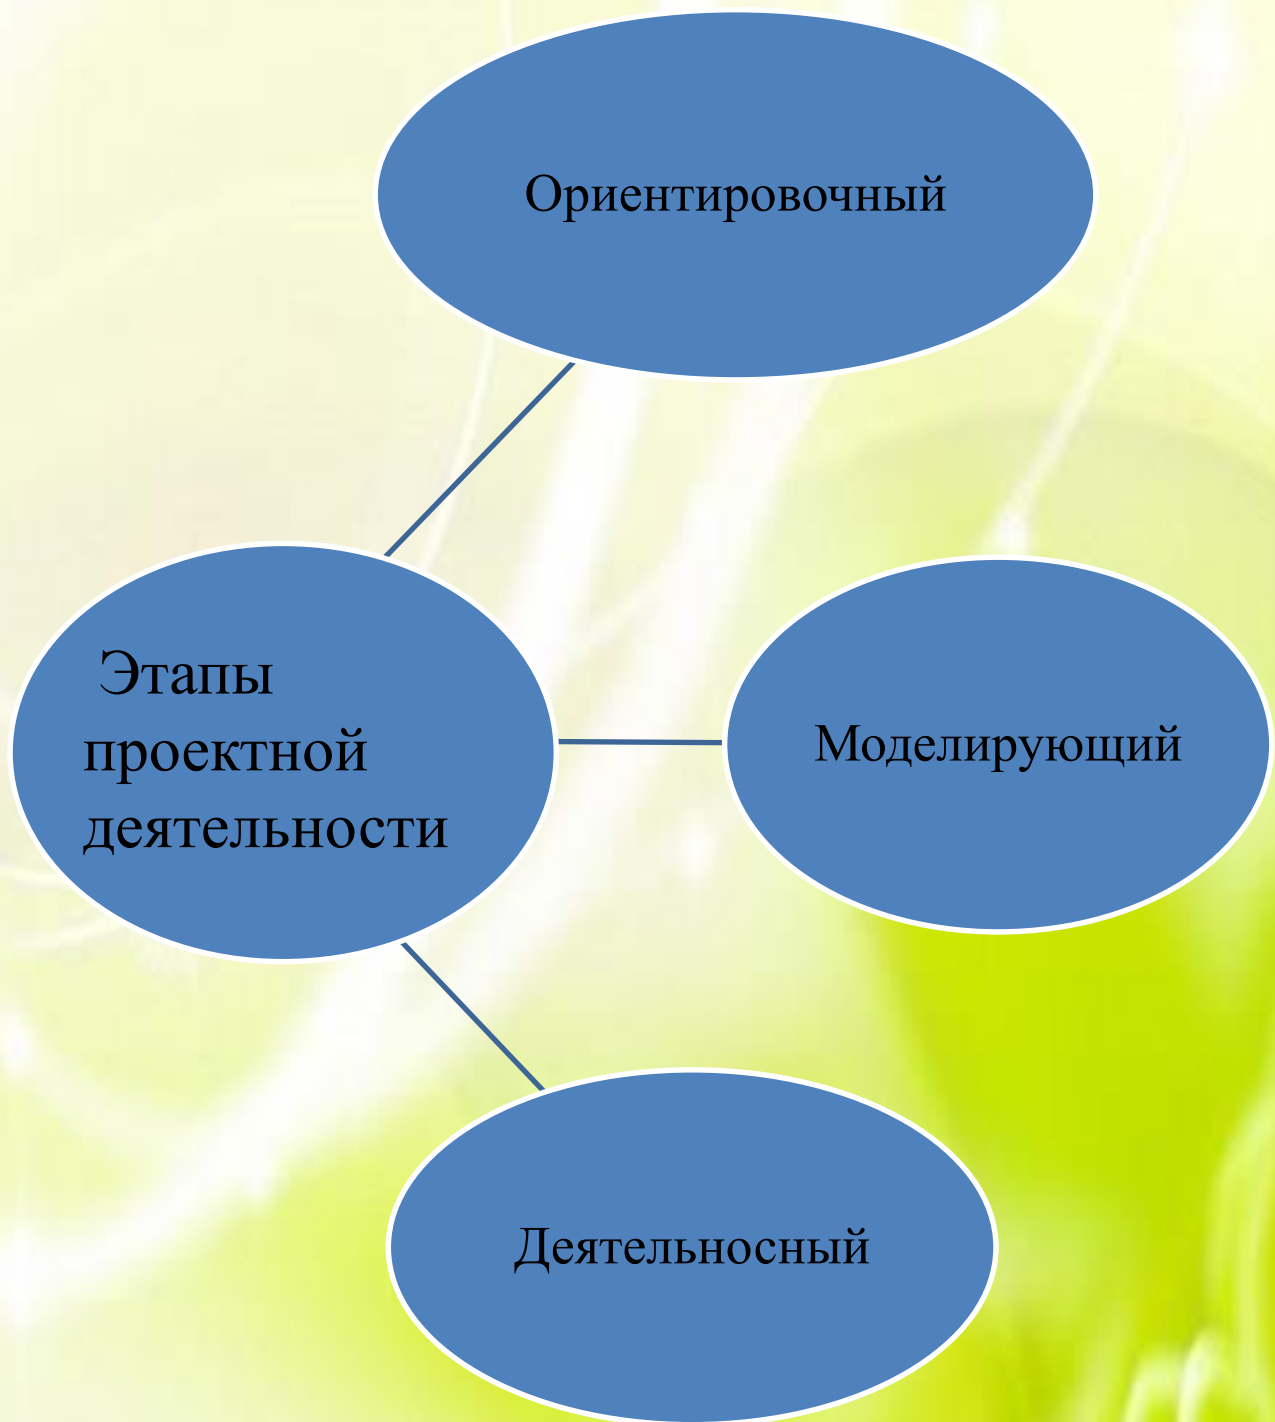 Ориентировочный
Этапы
проектной
деятельности
Моделирующий
Деятельносный